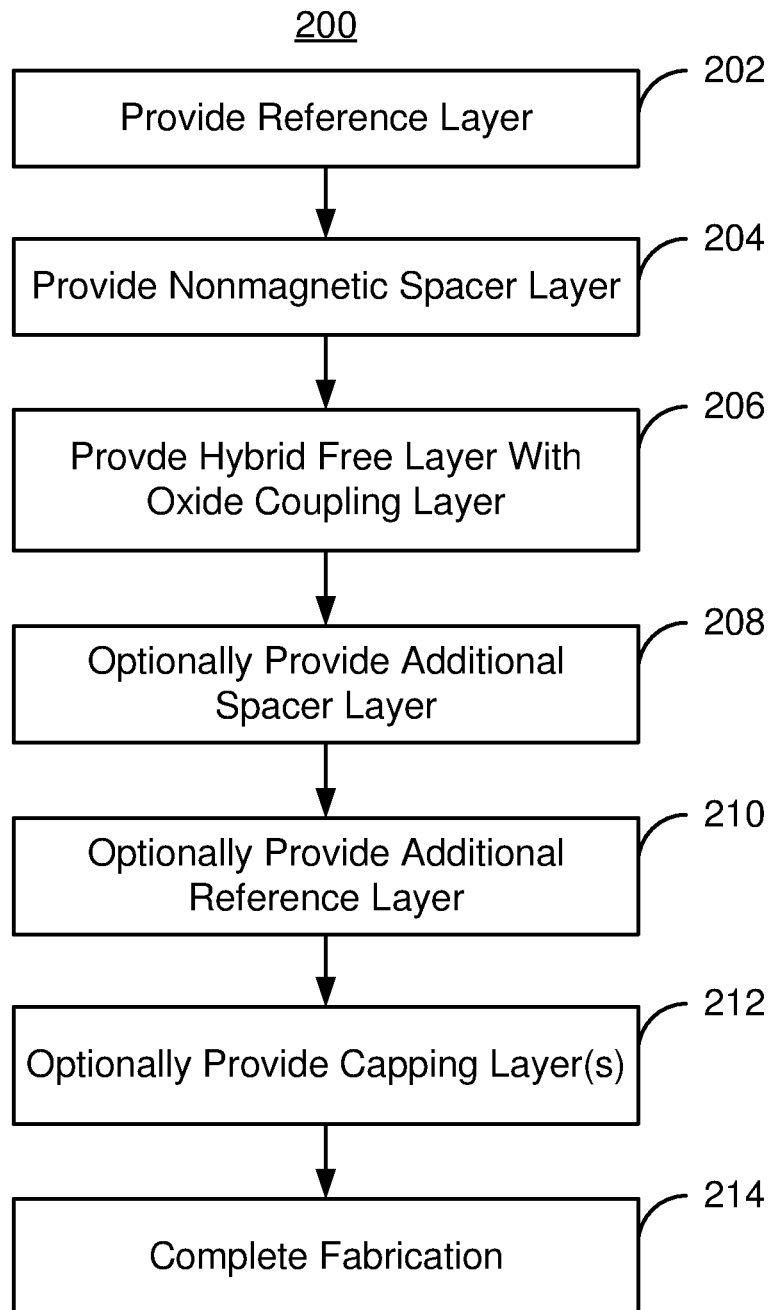 200
202
Provide Reference Layer
204
Provide Nonmagnetic Spacer Layer
206
Provde Hybrid Free Layer With
Oxide Coupling Layer
208
Optionally Provide Additional
Spacer Layer
210
Optionally Provide Additional
Reference Layer
212
Optionally Provide Capping Layer(s)
214
Complete Fabrication